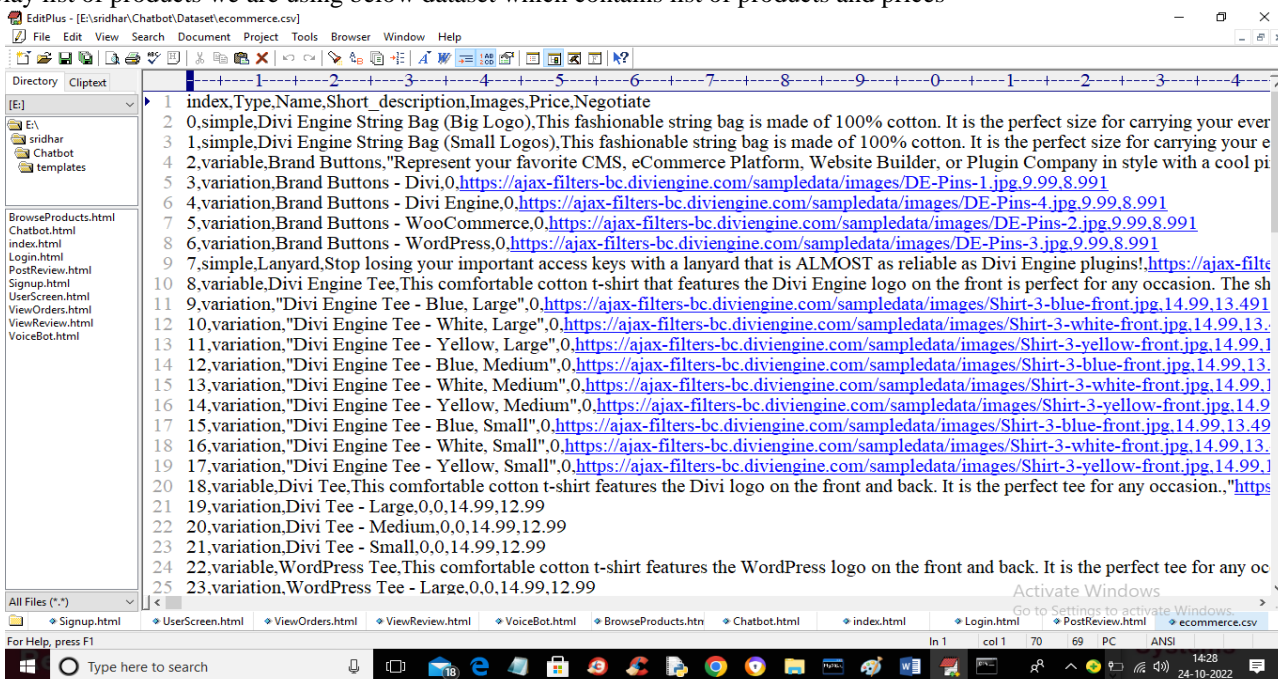 lay list of products we are using below dataset which contains list of products and prices
EditPlus - [E:\sridhar\Chatbot\Dataset\ecommerce.csv]
File Edit View Search Document Project Tools Browser Window Help
Directory Cliptext
[E:]
E:\
sridhar
Chatbot
templates
BrowseProducts.html
Chatbot.html
index.html
Login.html
PostReview.html
Signup.html
UserScreen.html
ViewOrders.html
ViewReview.html
VoiceBot.html
All Files (*.*)
----+----1----+----2----+----3----+----4----+----5----+----6----+----7----+----8----+----9----+----0----+----1----+----2----+----3----+----4----
1 index,Type,Name,Short_description,Images,Price,Negotiate
2 0,simple,Divi Engine String Bag (Big Logo),This fashionable string bag is made of 100% cotton. It is the perfect size for carrying your ever
3 1,simple,Divi Engine String Bag (Small Logos),This fashionable string bag is made of 100% cotton. It is the perfect size for carrying your e
4 2,variable,Brand Buttons,"Represent your favorite CMS, eCommerce Platform, Website Builder, or Plugin Company in style with a cool pi
5 3,variation,Brand Buttons - Divi,0,https://ajax-filters-bc.diviengine.com/sampledata/images/DE-Pins-1.jpg,9.99,8.991
6 4,variation,Brand Buttons - Divi Engine,0,https://ajax-filters-bc.diviengine.com/sampledata/images/DE-Pins-4.jpg,9.99,8.991
7 5,variation,Brand Buttons - WooCommerce,0,https://ajax-filters-bc.diviengine.com/sampledata/images/DE-Pins-2.jpg,9.99,8.991
8 6,variation,Brand Buttons - WordPress,0,https://ajax-filters-bc.diviengine.com/sampledata/images/DE-Pins-3.jpg,9.99,8.991
9 7,simple,Lanyard,Stop losing your important access keys with a lanyard that is ALMOST as reliable as Divi Engine plugins!,https://ajax-filte
10 8,variable,Divi Engine Tee,This comfortable cotton t-shirt that features the Divi Engine logo on the front is perfect for any occasion. The sh
11 9,variation,"Divi Engine Tee - Blue, Large",0,https://ajax-filters-bc.diviengine.com/sampledata/images/Shirt-3-blue-front.jpg,14.99,13.491
12 10,variation,"Divi Engine Tee - White, Large",0,https://ajax-filters-bc.diviengine.com/sampledata/images/Shirt-3-white-front.jpg,14.99,13.
13 11,variation,"Divi Engine Tee - Yellow, Large",0,https://ajax-filters-bc.diviengine.com/sampledata/images/Shirt-3-yellow-front.jpg,14.99,1
14 12,variation,"Divi Engine Tee - Blue, Medium",0,https://ajax-filters-bc.diviengine.com/sampledata/images/Shirt-3-blue-front.jpg,14.99,13.
15 13,variation,"Divi Engine Tee - White, Medium",0,https://ajax-filters-bc.diviengine.com/sampledata/images/Shirt-3-white-front.jpg,14.99,1
16 14,variation,"Divi Engine Tee - Yellow, Medium",0,https://ajax-filters-bc.diviengine.com/sampledata/images/Shirt-3-yellow-front.jpg,14.9
17 15,variation,"Divi Engine Tee - Blue, Small",0,https://ajax-filters-bc.diviengine.com/sampledata/images/Shirt-3-blue-front.jpg,14.99,13.49
18 16,variation,"Divi Engine Tee - White, Small",0,https://ajax-filters-bc.diviengine.com/sampledata/images/Shirt-3-white-front.jpg,14.99,13.
19 17,variation,"Divi Engine Tee - Yellow, Small",0,https://ajax-filters-bc.diviengine.com/sampledata/images/Shirt-3-yellow-front.jpg,14.99,1
20 18,variable,Divi Tee,This comfortable cotton t-shirt features the Divi logo on the front and back. It is the perfect tee for any occasion.,"https
21 19,variation,Divi Tee - Large,0,0,14.99,12.99
22 20,variation,Divi Tee - Medium,0,0,14.99,12.99
23 21,variation,Divi Tee - Small,0,0,14.99,12.99
24 22,variable,WordPress Tee,This comfortable cotton t-shirt features the WordPress logo on the front and back. It is the perfect tee for any oc
25 23,variation,WordPress Tee - Large,0,0,14.99,12.99
Activate Windows
Go to Settings to activate Windows.
Signup.html UserScreen.html ViewOrders.html ViewReview.html VoiceBot.html BrowseProducts.htm Chatbot.html index.html Login.html PostReview.html ecommerce.csv
For Help, press F1 ln 1 col 1 70 69 PC ANSI
Type here to search
18
14:28
24-10-2022